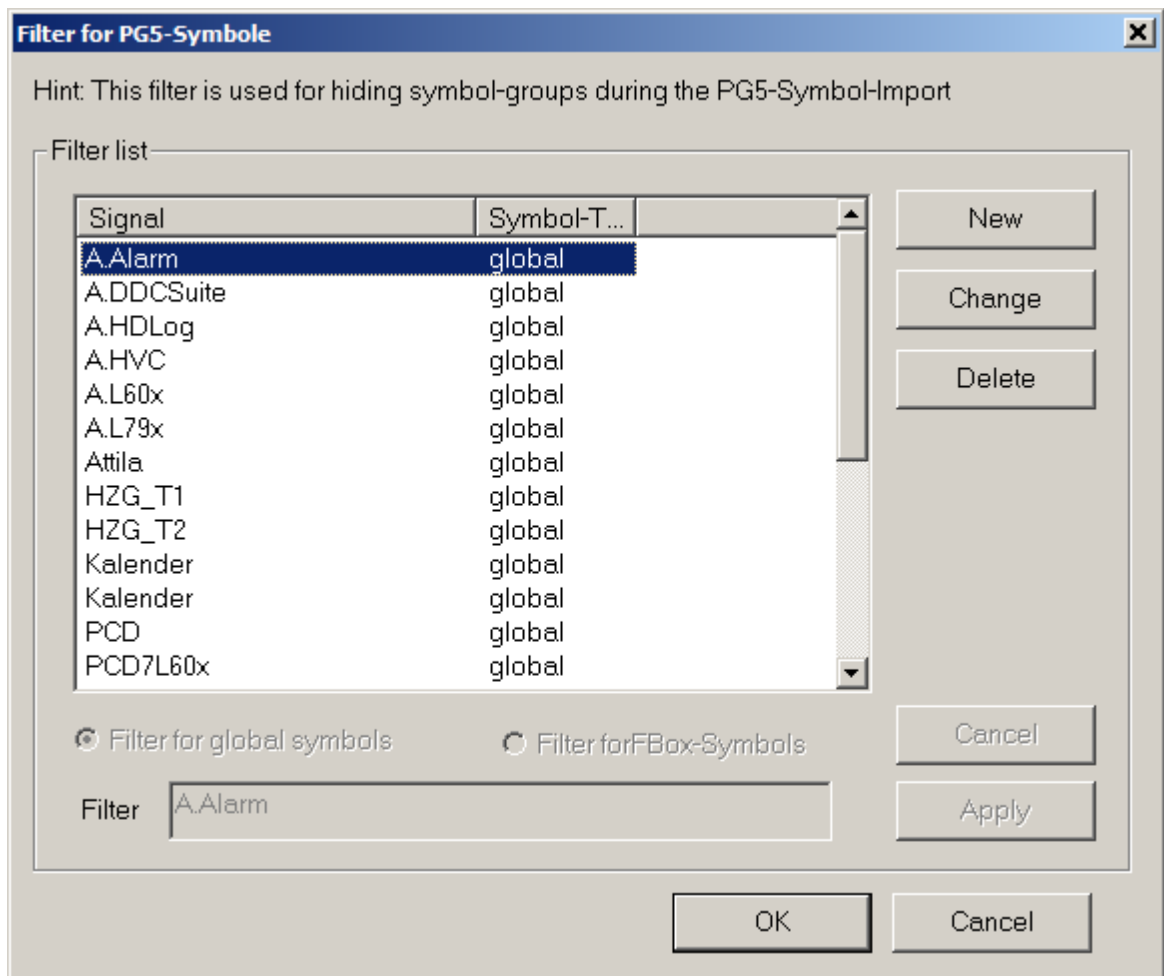 Filter for PG5-Symbole
Hint: This filter is used for hiding symbol-groups during the PG5-Symbol-Import
Filter list
Signal Symbol-T...
A.Alarm global
A.DDCSuite global
A.HDLog global
A.HVC global
A.L60x global
A.L79x global
Attila global
HZG_T1 global
HZG_T2 global
Kalender global
Kalender global
PCD global
PCD7L60x global
New
Change
Delete
Filter for global symbols Filter forFBox-Symbols
Cancel
Filter A.Alarm
Apply
OK Cancel